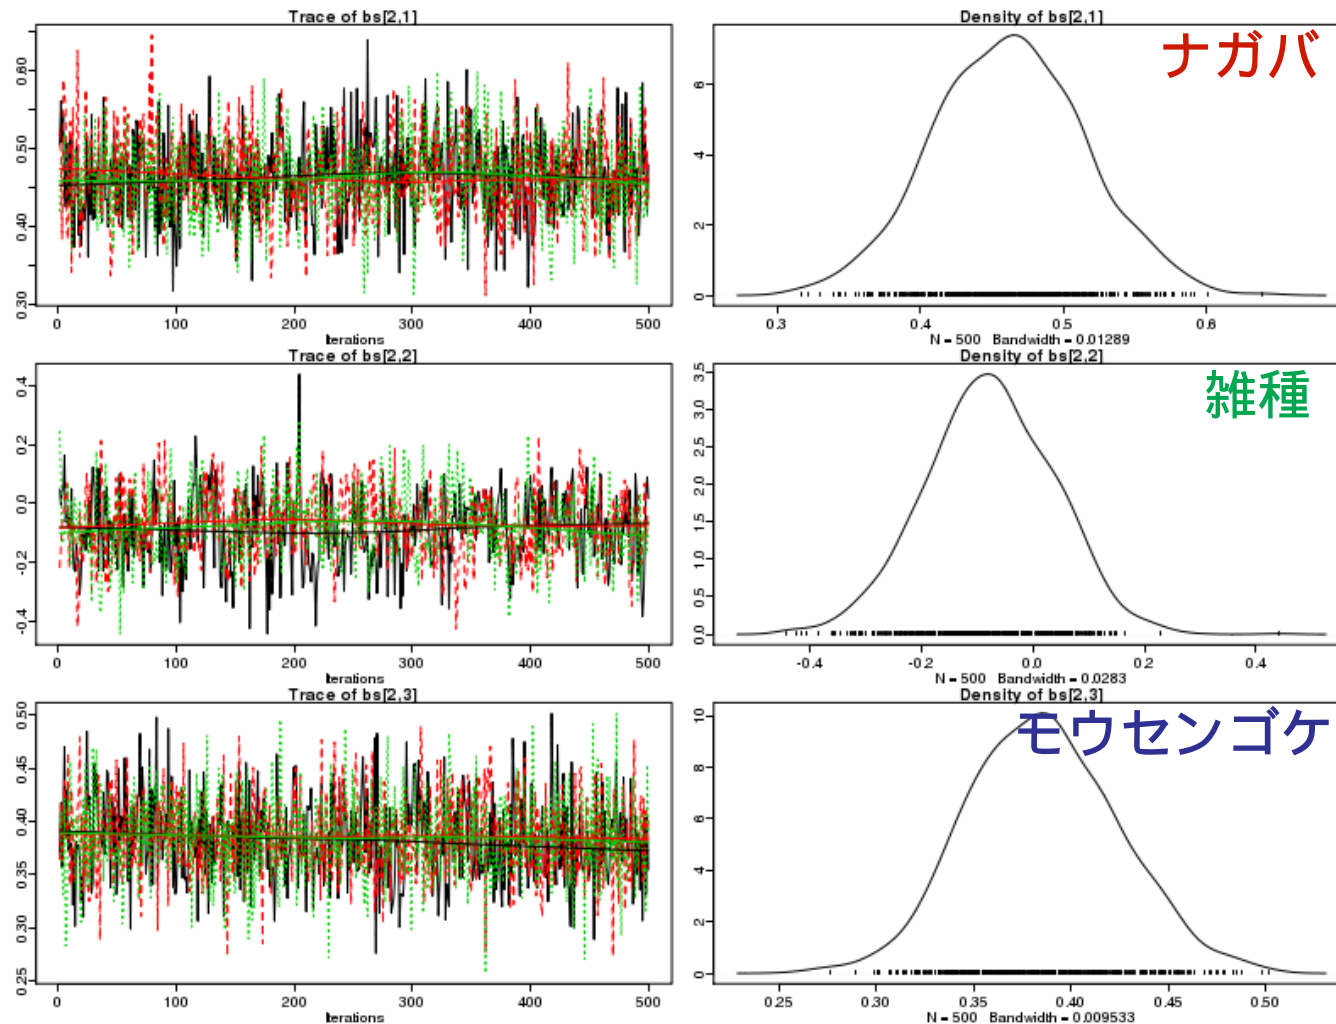 Trace of bs[2,1]
0.30 0.40 0.50 0.60
0 100 200 300 400 500
Iterations
Density of bs[2,1]
ナガバ
0 2 4 6
0.3 0.4 0.5 0.6
N = 500 Bandwidth = 0.01289
Trace of bs[2,2]
-0.4 -0.2 0.0 0.2 0.4
0 100 200 300 400 500
Iterations
Density of bs[2,2]
雑種
0.0 0.5 1.0 1.5 2.0 2.5 3.0 3.5
-0.4 -0.2 0.0 0.2 0.4
N = 500 Bandwidth = 0.0283
Trace of bs[2,3]
0.25 0.30 0.35 0.40 0.45 0.50
0 100 200 300 400 500
Iterations
Density of bs[2,3]
モウセンゴケ
0 2 4 6 8 10
0.25 0.30 0.35 0.40 0.45 0.50
N = 500 Bandwidth = 0.009533